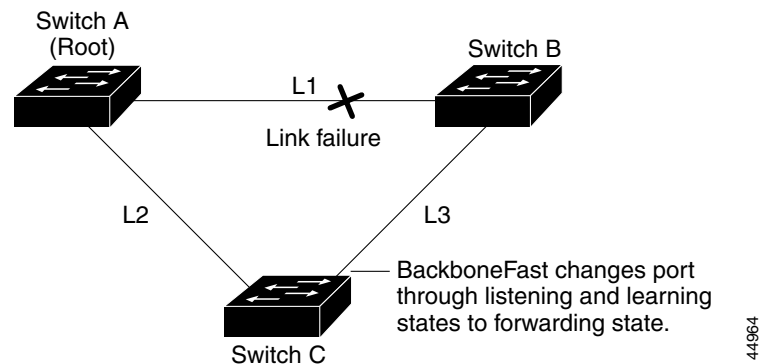 Switch A
(Root)
Switch B
L1
Link failure
L2
L3
BackboneFast changes port
through listening and learning
states to forwarding state.
Switch C
44964